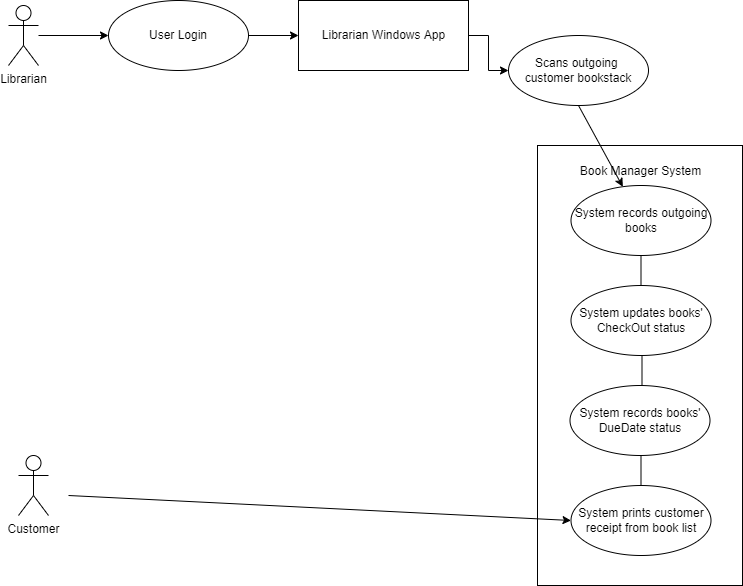 User Login
Librarian Windows App
Librarian
Scans outgoing
customer bookstack
Book Manager System
System records outgoing
books
System updates books'
CheckOut status
System records books'
DueDate status
Customer
System prints customer
receipt from book list